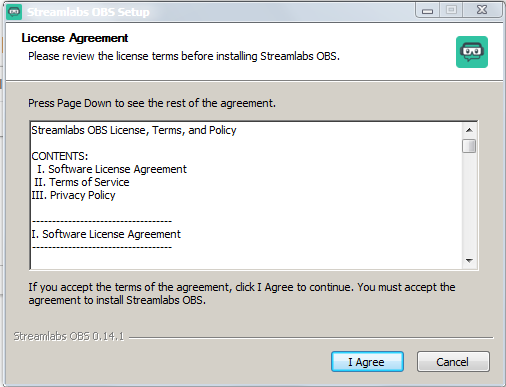 Streamlabs OBS Setup
License Agreement
Please review the license terms before installing Streamlabs OBS.
Press Page Down to see the rest of the agreement.
Streamlabs OBS License, Terms, and Policy
CONTENTS:
I. Software License Agreement
II. Terms of Service
III. Privacy Policy
-----------------------------------
I. Software License Agreement
-----------------------------------
If you accept the terms of the agreement, click I Agree to continue. You must accept the
agreement to install Streamlabs OBS.
Streamlabs OBS 0.14.1
I Agree
Cancel